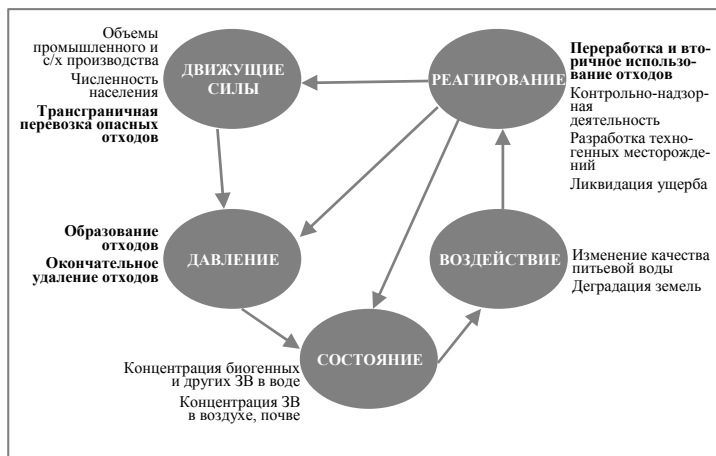 Объемы
промышленного и
с/х производства
Численность
населения
Трансграничная
перевозка опасных
отходов
ДВИЖУЩИЕ
СИЛЫ
РЕАГИРОВАНИЕ
Переработка и вто-
ричное использо-
вание отходов
Контрольно-надзор-
ная
деятельность
Разработка техно-
генных месторожде-
ний
Ликвидация ущерба
Образование
отходов
Окончательное
удаление отходов
ДАВЛЕНИЕ
ВОЗДЕЙСТВИЕ
Изменение качества
питьевой воды
Деградация земель
СОСТОЯНИЕ
Концентрация биогенных
и других ЗВ в воде
Концентрация ЗВ
в воздухе, почве